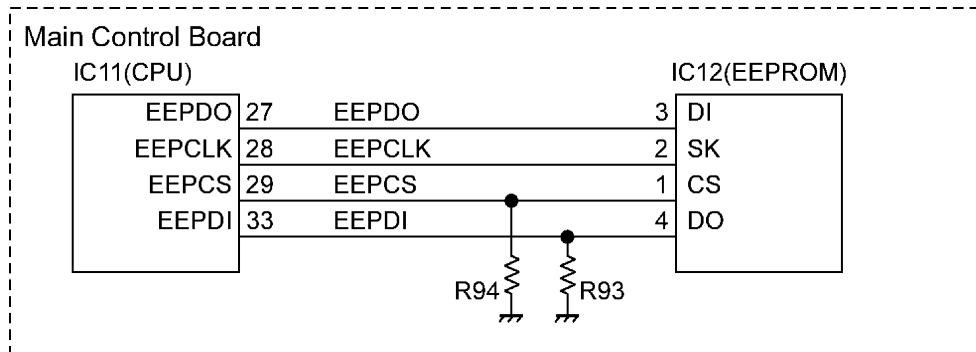 Main Control Board
IC11(CPU) IC12(EEPROM)
EEPDO 27 EEPDO 3 DI
EEPCLK 28 EEPCLK 2 SK
EEPCS 29 EEPCS 1 CS
EEPDI 33 EEPDI 4 DO
R94 R93